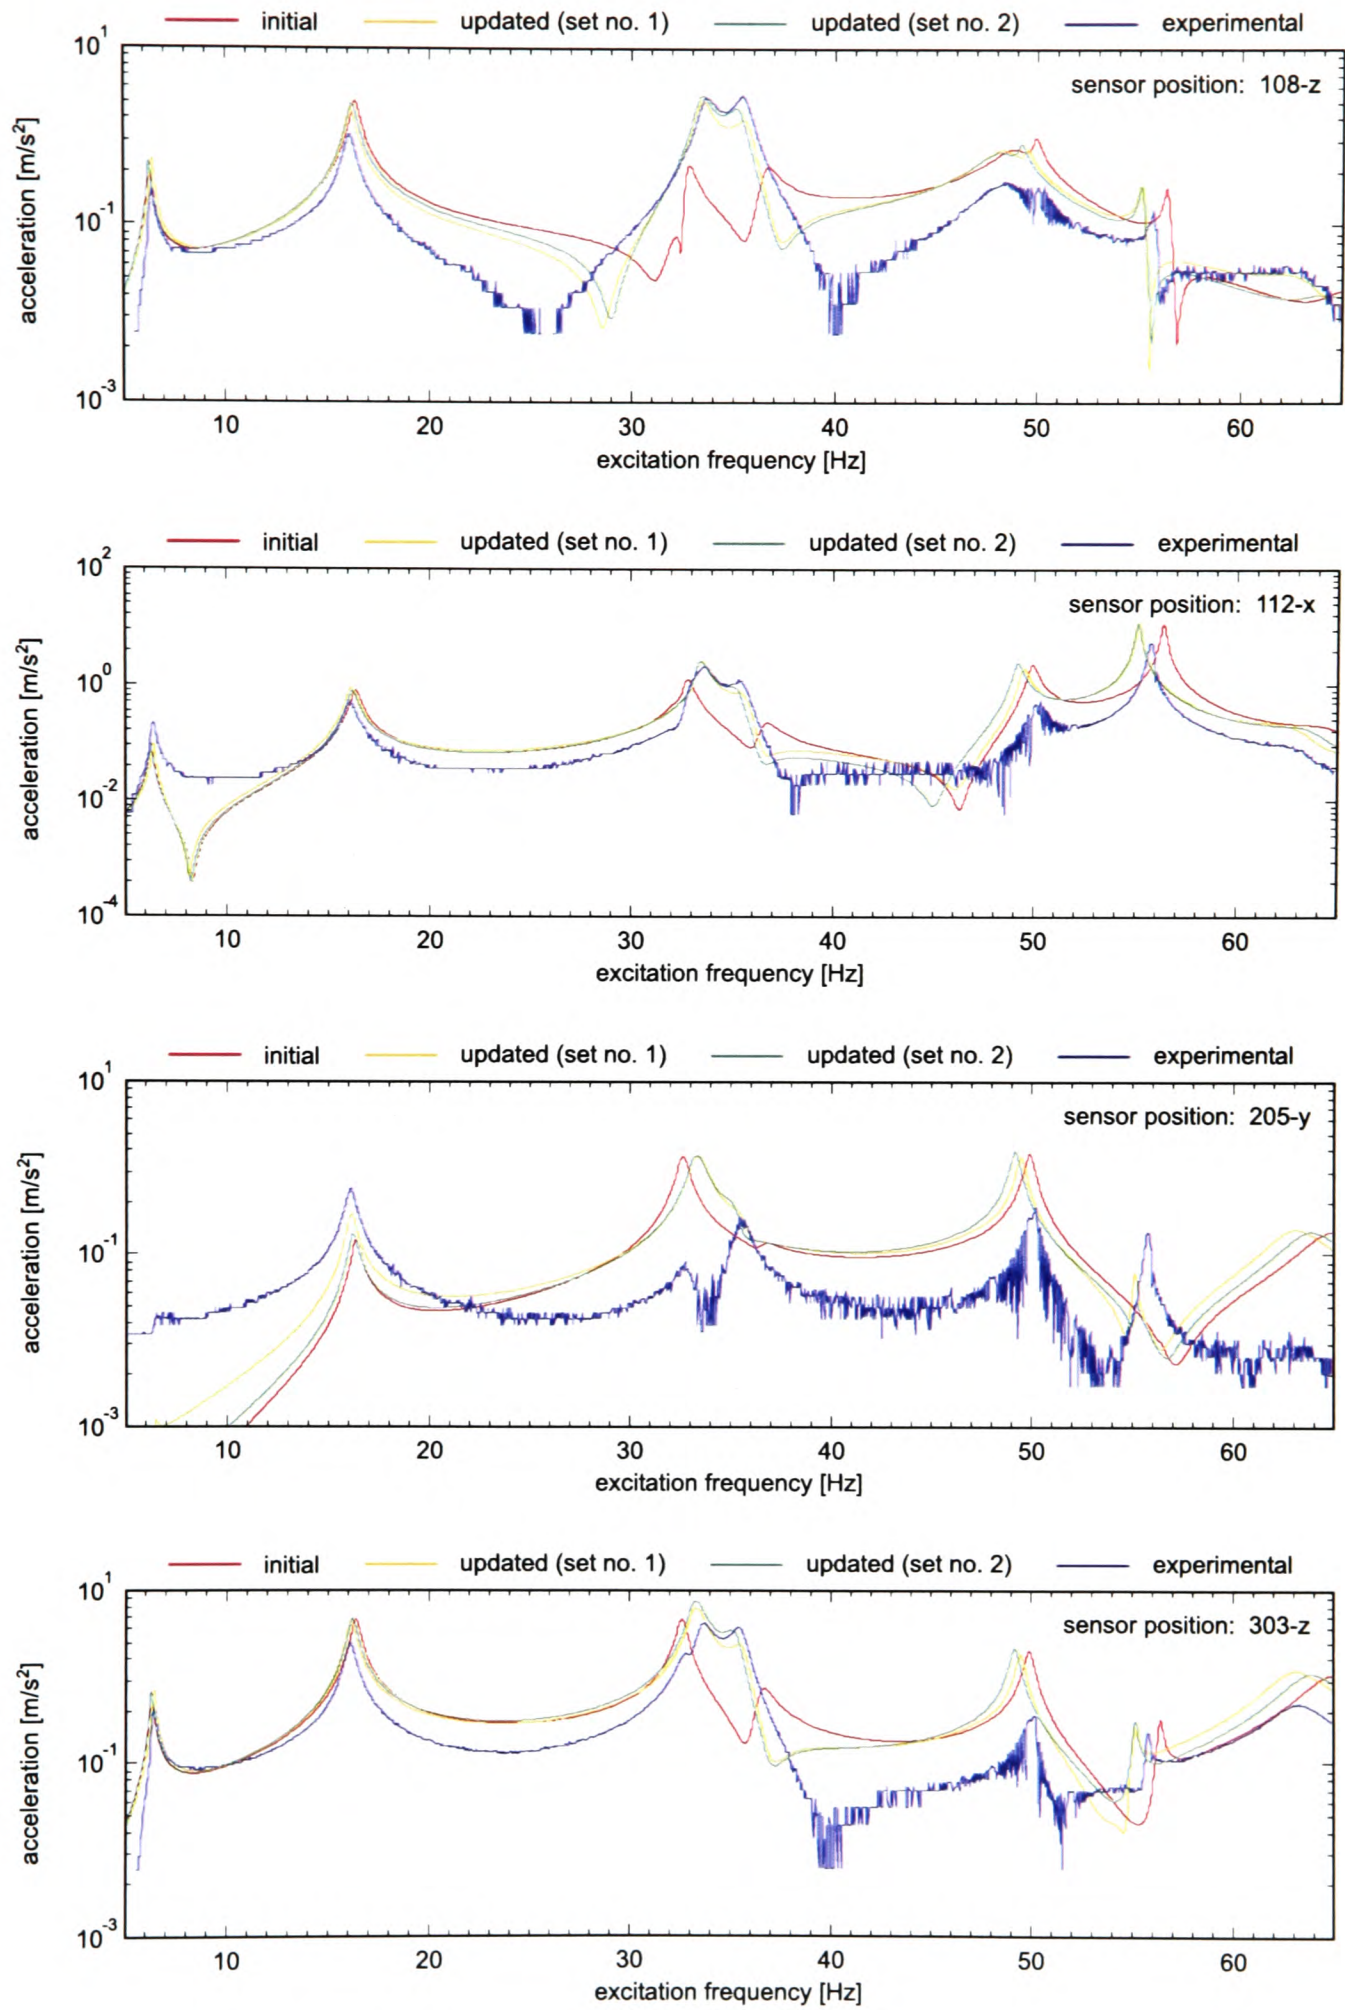 initial updated (set no. 1) updated (set no. 2) experimental
10^1
sensor position: 108-z
acceleration [m/s^2]
10^-1
10^-3
10 20 30 40 50 60
excitation frequency [Hz]
initial updated (set no. 1) updated (set no. 2) experimental
10^2
sensor position: 112-x
acceleration [m/s^2]
10^0
10^-2
10^-4
10 20 30 40 50 60
excitation frequency [Hz]
initial updated (set no. 1) updated (set no. 2) experimental
10^1
sensor position: 205-y
acceleration [m/s^2]
10^-1
10^-3
10 20 30 40 50 60
excitation frequency [Hz]
initial updated (set no. 1) updated (set no. 2) experimental
10^1
sensor position: 303-z
acceleration [m/s^2]
10^-1
10^-3
10 20 30 40 50 60
excitation frequency [Hz]